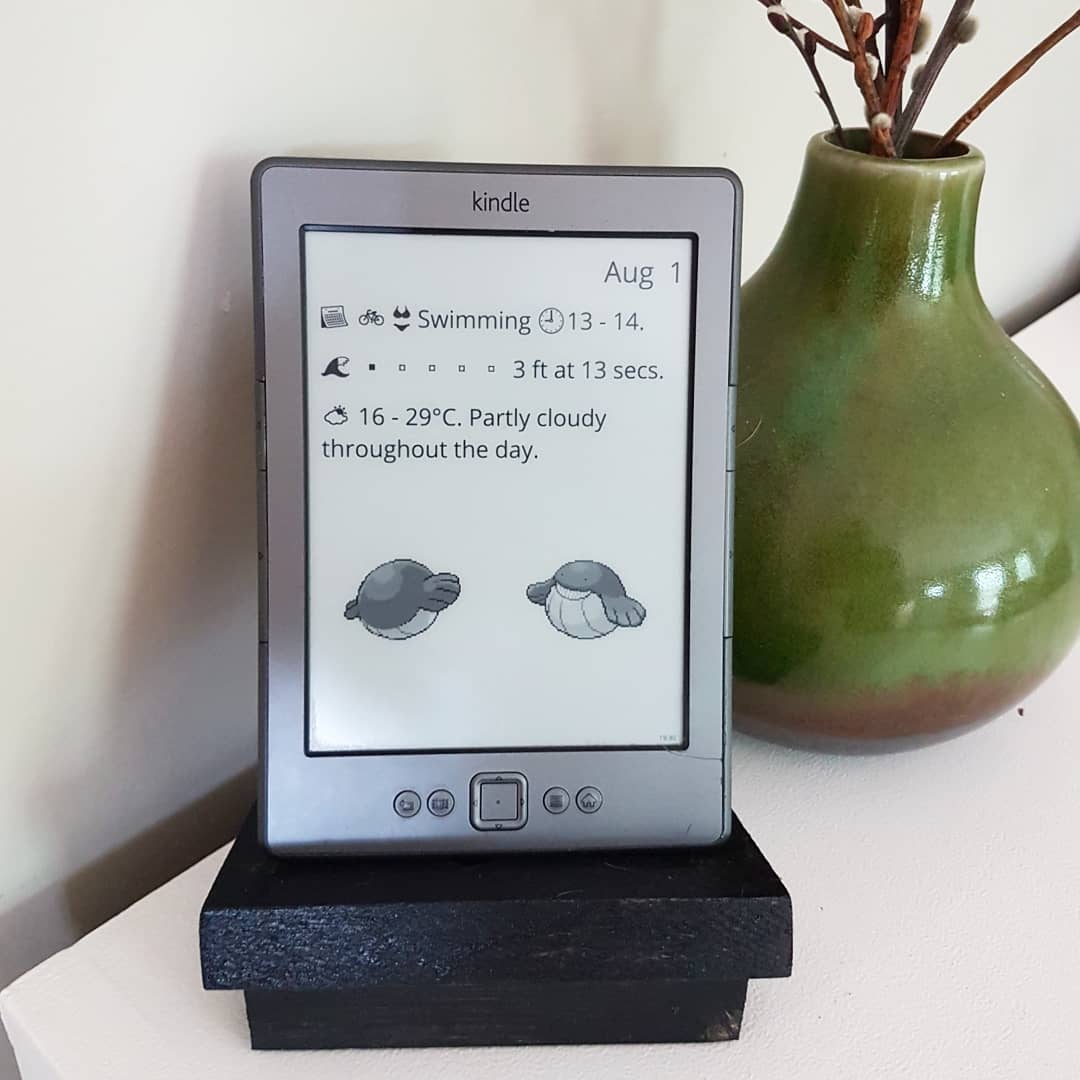 kindle
Aug 1
Swimming 13 - 14.
3 ft at 13 secs.
16 - 29°C. Partly cloudy
throughout the day.